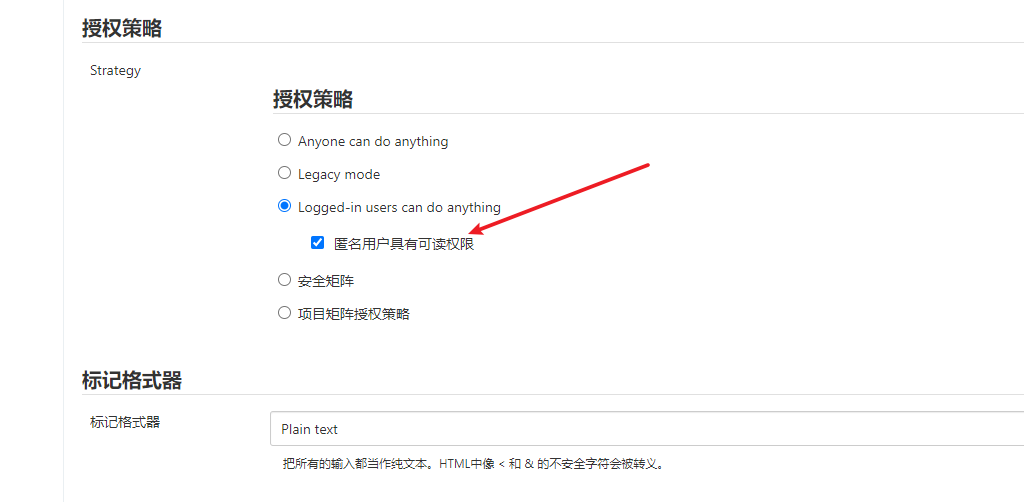 授权策略
Strategy
授权策略
Anyone can do anything
Legacy mode
Logged-in users can do anything
匿名用户具有可读权限
安全矩阵
项目矩阵授权策略
标记格式器
标记格式器
Plain text
把所有的输入都当作纯文本。HTML中像 < 和 & 的不安全字符会被转义。